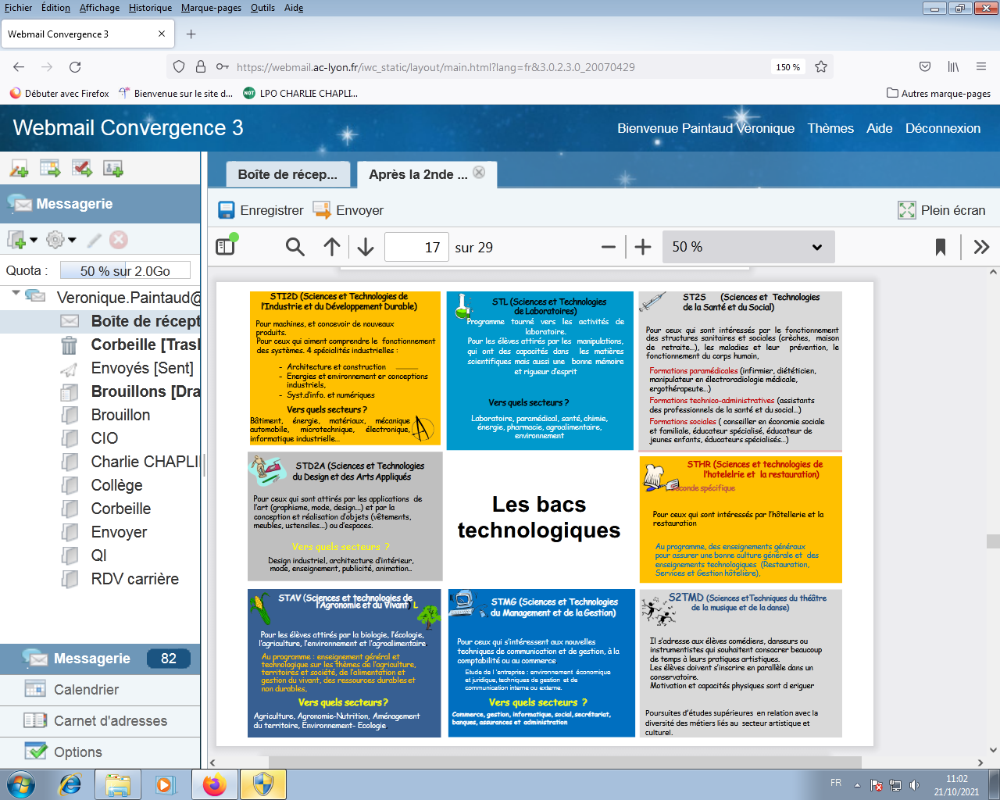 Fichier Édition Affichage Historique Marque-pages Outils Aide
Webmail Convergence 3
https://webmail.ac-lyon.fr/iwc_static/layout/main.html?lang=fr&3.0.2.3.0_20070429
150 %
Débuter avec Firefox
Bienvenue sur le site d...
LPO CHARLIE CHAPLI...
Autres marque-pages
Webmail Convergence 3
Bienvenue Paintaud Veronique Thèmes Aide Déconnexion
Boîte de récep...
Après la 2nde ...
Messagerie
Enregistrer Envoyer
Plein écran
17 sur 29
50 %
Quota : 50 % sur 2.0Go
Veronique.Paintaud@
Boîte de récept
Corbeille [Trasl
Envoyés [Sent]
Brouillons [Dra
Brouillon
CIO
Charlie CHAPLI
Collège
Corbeille
Envoyer
QI
RDV carrière
Messagerie 82
Calendrier
Carnet d'adresses
Options
STI2D (Sciences et Technologies de
l'Industrie et du Développement Durable)
Pour machines, et concevoir de nouveaux
produits.
Pour ceux qui aiment comprendre le fonctionnement
des systèmes. 4 spécialités industrielles :
- Architecture et construction
- Energies et environnement er conceptions
industriels,
- Syst.d'info. et numériques
Vers quels secteurs ?
Bâtiment, énergie, matériaux, mécanique
automobile, microtechnique, électronique,
informatique industrielle...
STL (Sciences et Technologies
de Laboratoires)
Programme tourné vers les activités de
laboratoire.
Pour les élèves attirés par les manipulations,
qui ont des capacités dans les matières
scientifiques mais aussi une bonne mémoire
et rigueur d'esprit
Vers quels secteurs ?
Laboratoire, paramédical, santé, chimie,
énergie, pharmacie, agroalimentaire,
environnement
ST2S (Sciences et Technologies
de la Santé et du Social)
Pour ceux qui sont intéressés par le fonctionnement
des structures sanitaires et sociales (crèches, maison
de retraite...), les maladies et leur prévention, le
fonctionnement du corps humain,
Formations paramédicales (infirmier, diététicien,
manipulateur en électroradiologie médicale,
ergothérapeute...)
Formations technico-administratives (assistants
des professionnels de la santé et du social...)
Formations sociales ( conseiller en économie sociale
et familiale, éducateur spécialisé, éducateur de
jeunes enfants, éducateurs spécialisés...)
STD2A (Sciences et Technologies
du Design et des Arts Appliqués
Pour ceux qui sont attirés par les applications de
l'art (graphisme, mode, design...) et par la
conception et réalisation d'objets (vêtements,
meubles, ustensiles...) ou d'espaces.
Vers quels secteurs ?
Design industriel, architecture d'intérieur,
mode, enseignement, publicité, animation..
Les bacs
technologiques
STHR (Sciences et technologies de
l'hotelelrie et la restauration)
Seconde spécifique
Pour ceux qui sont intéressés par l'hôtellerie et la
restauration
Au programme, des enseignements généraux
pour assurer une bonne culture générale et des
enseignements technologiques (Restauration,
Services et Gestion hôtelière),
STAV (Sciences et technologies de
l'Agronomie et du Vivant) L
Pour les élèves attirés par la biologie, l'écologie,
l'agriculture, l'environnement et l'agroalimentaire.
Au programme : enseignement général et
technologique sur les thèmes de l'agriculture,
territoires et société, de l'alimentation et
gestion du vivant, des ressources durables et
non durables,
Vers quels secteurs ?
Agriculture, Agronomie-Nutrition, Aménagement
du territoire, Environnement- Ecologie.
STMG (Sciences et Technologies
du Management et de la Gestion)
Pour ceux qui s'intéressent aux nouvelles
techniques de communication et de gestion, à la
comptabilité ou au commerce
Etude de l 'entreprise : environnement économique
et juridique, techniques de gestion et de
communication interne ou externe.
Vers quels secteurs ?
Commerce, gestion, informatique, social, secrétariat,
banques, assurances et administration
S2TMD (Sciences etTechniques du théâtre
de la musique et de la danse)
Il s'adresse aux élèves comédiens, danseurs ou
instrumentistes qui souhaitent consacrer beaucoup
de temps à leurs pratiques artistiques.
Les élèves doivent s'inscrire en parallèle dans un
conservatoire.
Motivation et capacités physiques sont d eriguer
Poursuites d'études supérieures en relation avec la
diversité des métiers liés au secteur artistique et
culturel.
FR
11:02
21/10/2021